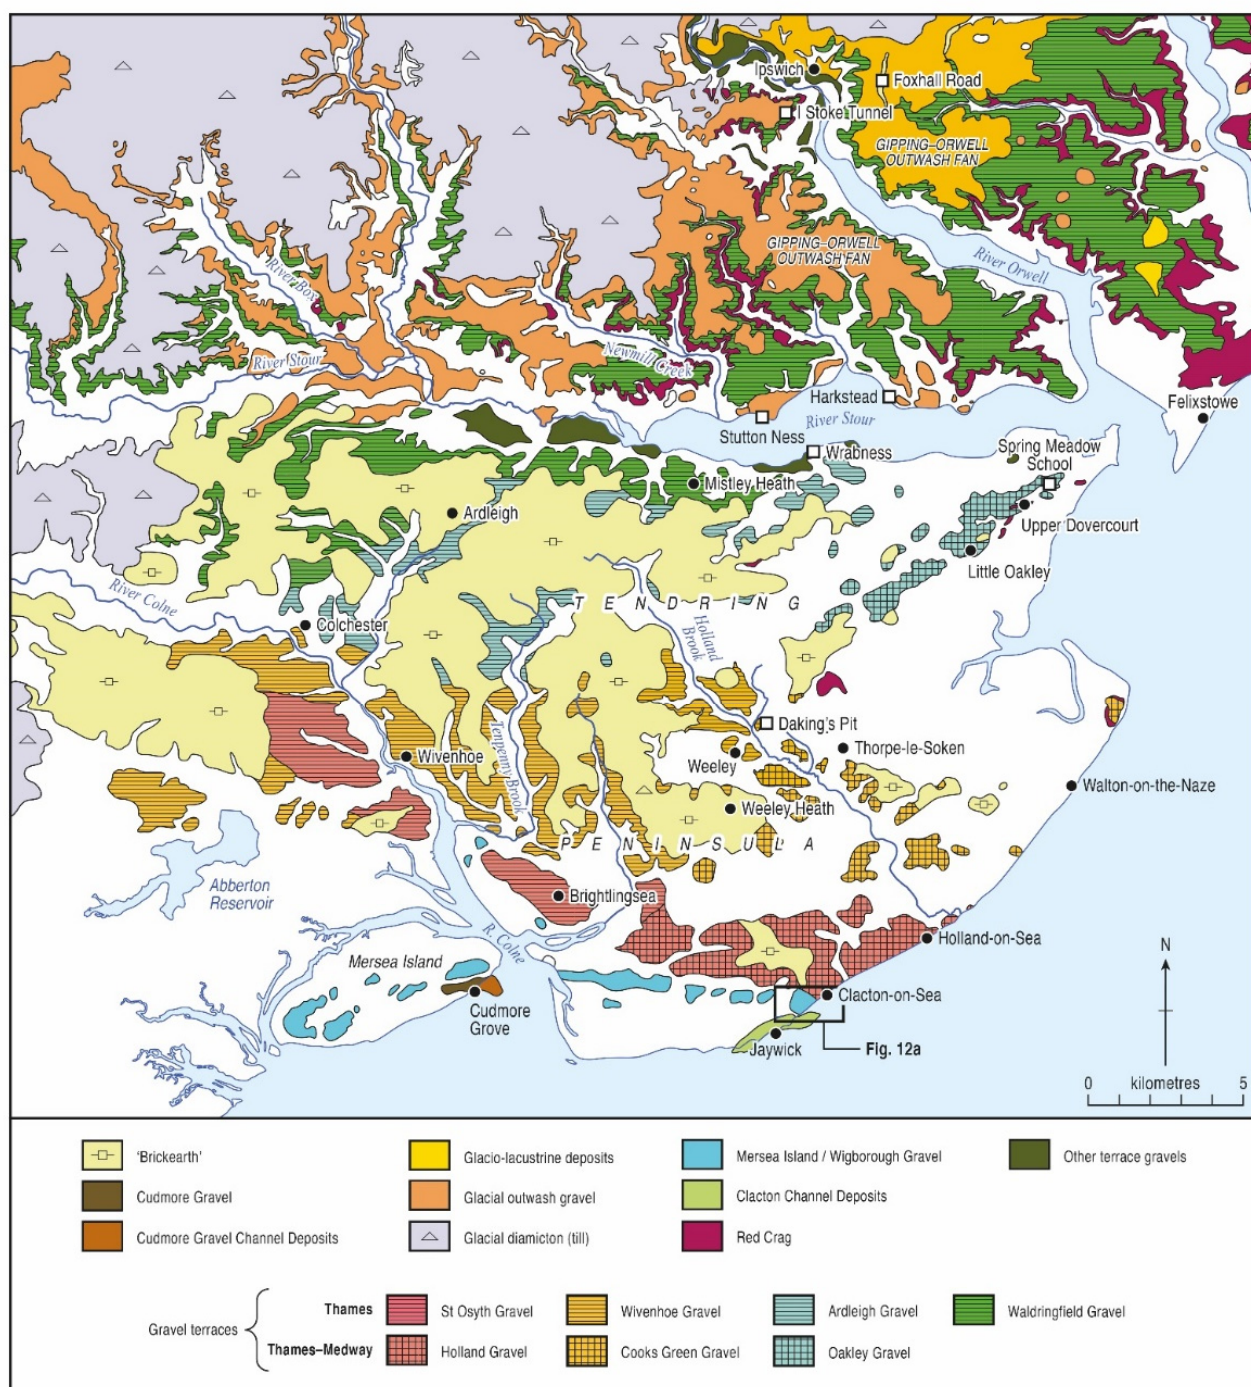 Ipswich
Foxhall Road
I Stoke Tunnel
GIPPING–ORWELL
OUTWASH FAN
GIPPING–ORWELL
OUTWASH FAN
River Orwell
River Box
River Stour
Newmill Creek
Harkstead
Felixstowe
River Stour
Stutton Ness
Wrabness
Spring Meadow
School
Mistley Heath
Upper Dovercourt
Ardleigh
Little Oakley
River Colne
TENDRING
Colchester
Holland
Brook
Daking's Pit
Thorpe-le-Soken
Wivenhoe
Tenpenny Brook
Weeley
Walton-on-the-Naze
Weeley Heath
PENINSULA
Abberton
Reservoir
Brightlingsea
R. Colne
Holland-on-Sea
Mersea Island
N
Clacton-on-Sea
Cudmore
Grove
Jaywick
Fig. 12a
0 kilometres 5
'Brickearth'
Glacio-lacustrine deposits
Mersea Island / Wigborough Gravel
Other terrace gravels
Cudmore Gravel
Glacial outwash gravel
Clacton Channel Deposits
Cudmore Gravel Channel Deposits
Glacial diamicton (till)
Red Crag
Gravel terraces
Thames
St Osyth Gravel
Wivenhoe Gravel
Ardleigh Gravel
Waldringfield Gravel
Thames–Medway
Holland Gravel
Cooks Green Gravel
Oakley Gravel